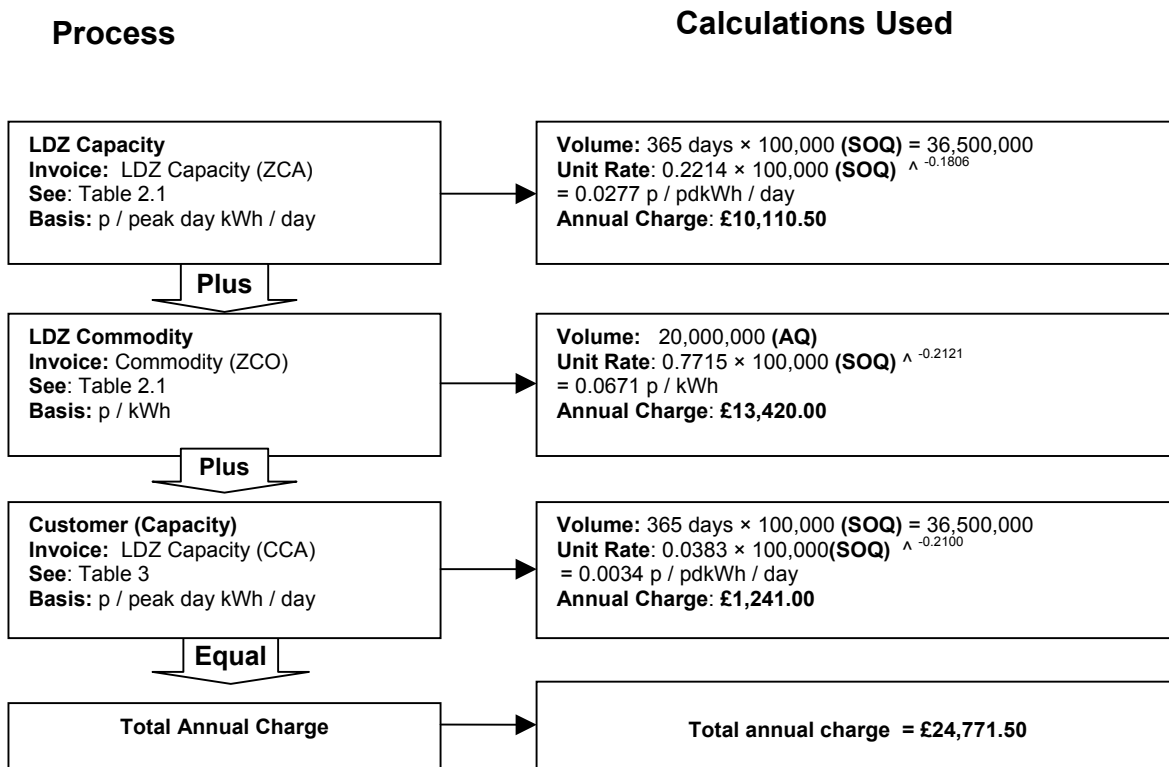 Process
Calculations Used
LDZ Capacity
Invoice: LDZ Capacity (ZCA)
See: Table 2.1
Basis: p / peak day kWh / day
Volume: 365 days × 100,000 (SOQ) = 36,500,000
Unit Rate: 0.2214 × 100,000 (SOQ) ^ -0.1806
= 0.0277 p / pdkWh / day
Annual Charge: £10,110.50
Plus
LDZ Commodity
Invoice: Commodity (ZCO)
See: Table 2.1
Basis: p / kWh
Volume: 20,000,000 (AQ)
Unit Rate: 0.7715 × 100,000 (SOQ) ^ -0.2121
= 0.0671 p / kWh
Annual Charge: £13,420.00
Plus
Customer (Capacity)
Invoice: LDZ Capacity (CCA)
See: Table 3
Basis: p / peak day kWh / day
Volume: 365 days × 100,000 (SOQ) = 36,500,000
Unit Rate: 0.0383 × 100,000(SOQ) ^ -0.2100
= 0.0034 p / pdkWh / day
Annual Charge: £1,241.00
Equal
Total Annual Charge
Total annual charge = £24,771.50